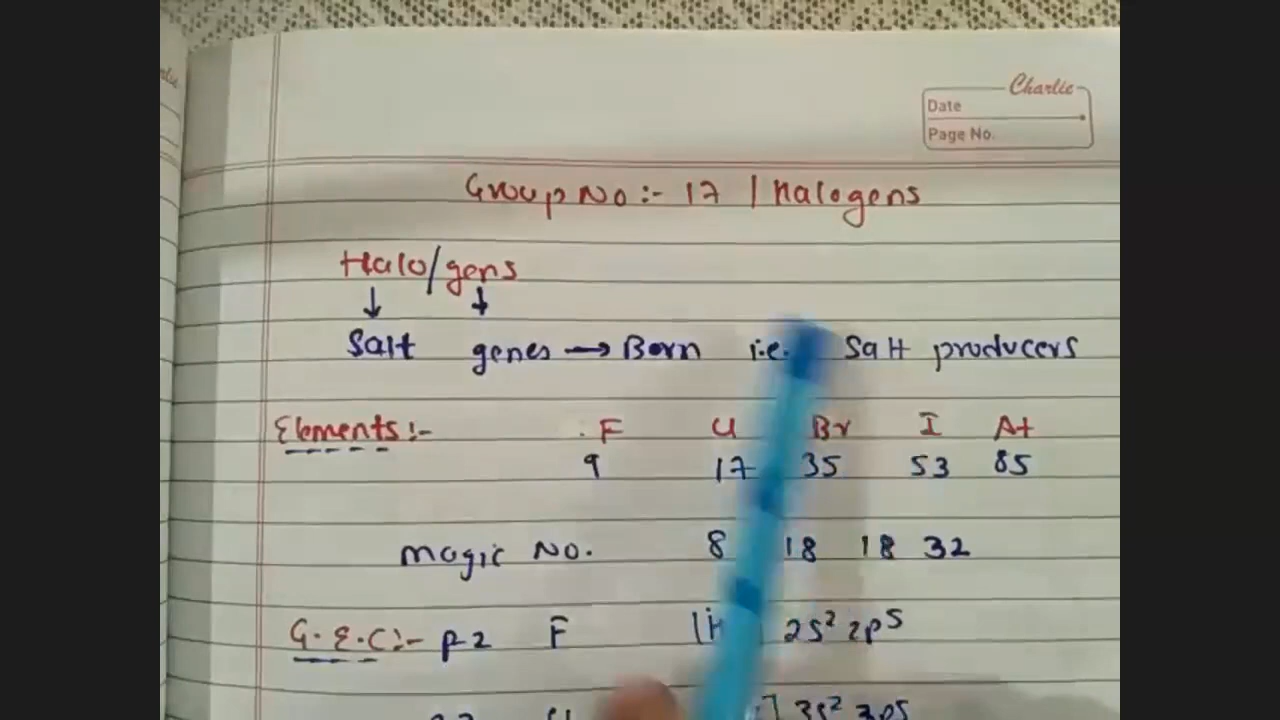 Charlie
Date
Page No.
Group No :- 17 | Halogens
Halo/gens
↓ ↓
Salt genes → Born i.e. Salt producers
Elements :- F Cl Br I At
9 17 35 53 85
magic No. 8 18 18 32
G.E.C :- P2 F 2s² 2p⁵
3s² 3p⁵